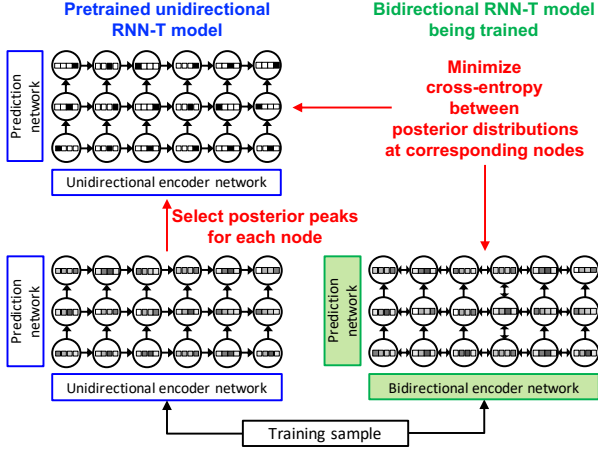 Pretrained unidirectional
RNN-T model
Bidirectional RNN-T model
being trained
Prediction
network
Minimize
cross-entropy
between
posterior distributions
at corresponding nodes
Unidirectional encoder network
Select posterior peaks
for each node
Prediction
network
Prediction
network
Unidirectional encoder network
Bidirectional encoder network
Training sample